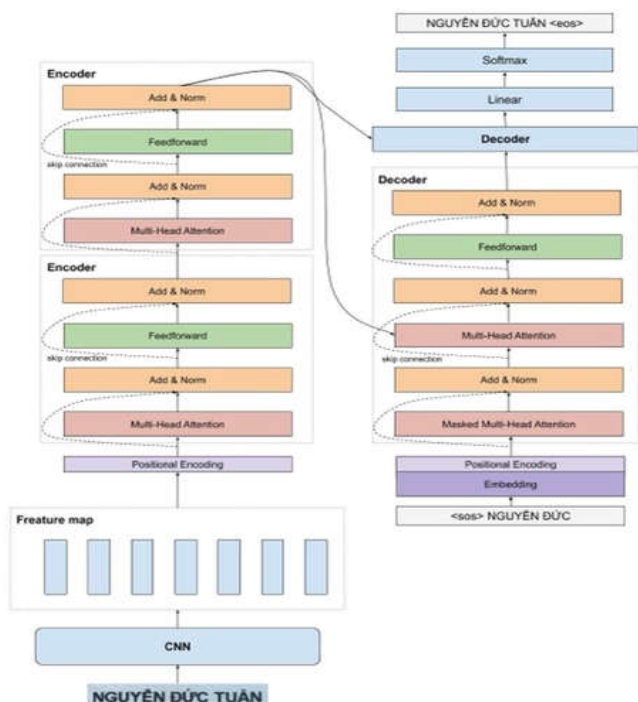 Encoder
Add & Norm
Feedforward
skip connection
Add & Norm
Multi-Head Attention
Encoder
Add & Norm
Feedforward
skip connection
Add & Norm
Multi-Head Attention
Positional Encoding
Freature map
CNN
NGUYỄN ĐỨC TUẤN
NGUYỄN ĐỨC TUẤN <eos>
Softmax
Linear
Decoder
Decoder
Add & Norm
Feedforward
Add & Norm
Multi-Head Attention
skip connection
Add & Norm
Masked Multi-Head Attention
Positional Encoding
Embedding
<sos> NGUYỄN ĐỨC